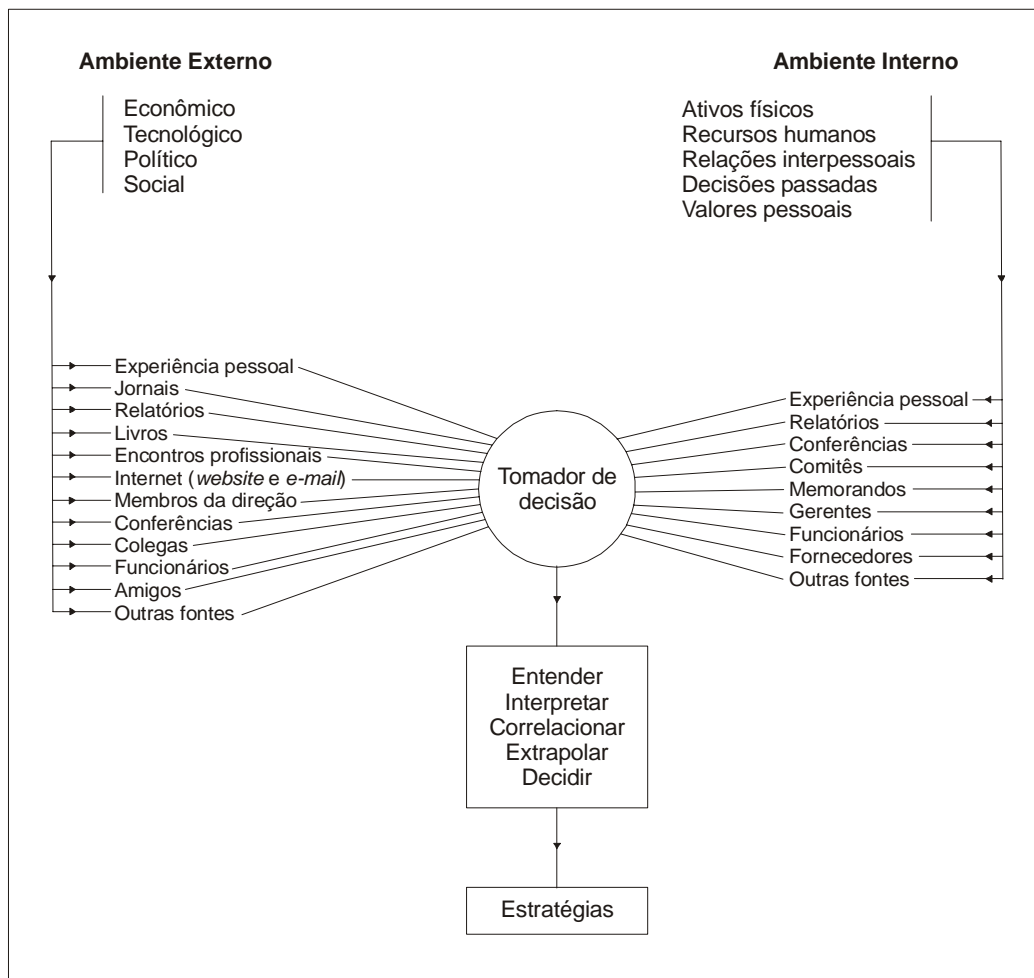 Ambiente Externo
Econômico
Tecnológico
Político
Social
Ambiente Interno
Ativos físicos
Recursos humanos
Relações interpessoais
Decisões passadas
Valores pessoais
Experiência pessoal
Jornais
Relatórios
Livros
Encontros profissionais
Internet (website e e-mail)
Membros da direção
Conferências
Colegas
Funcionários
Amigos
Outras fontes
Tomador de
decisão
Experiência pessoal
Relatórios
Conferências
Comitês
Memorandos
Gerentes
Funcionários
Fornecedores
Outras fontes
Entender
Interpretar
Correlacionar
Extrapolar
Decidir
Estratégias